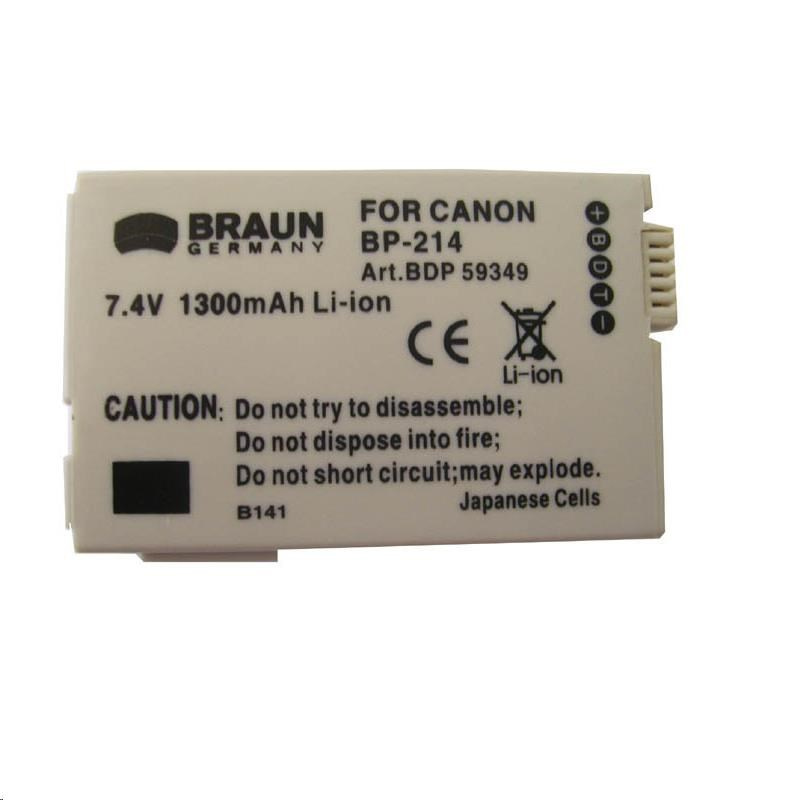 BRAUN
GERMANY
FOR CANON
BP-214
Art.BDP 59349
7.4V 1300mAh Li-ion
+
B
D
T
-
CE
Li-ion
CAUTION: Do not try to disassemble;
Do not dispose into fire;
Do not short circuit;may explode.
B141
Japanese Cells